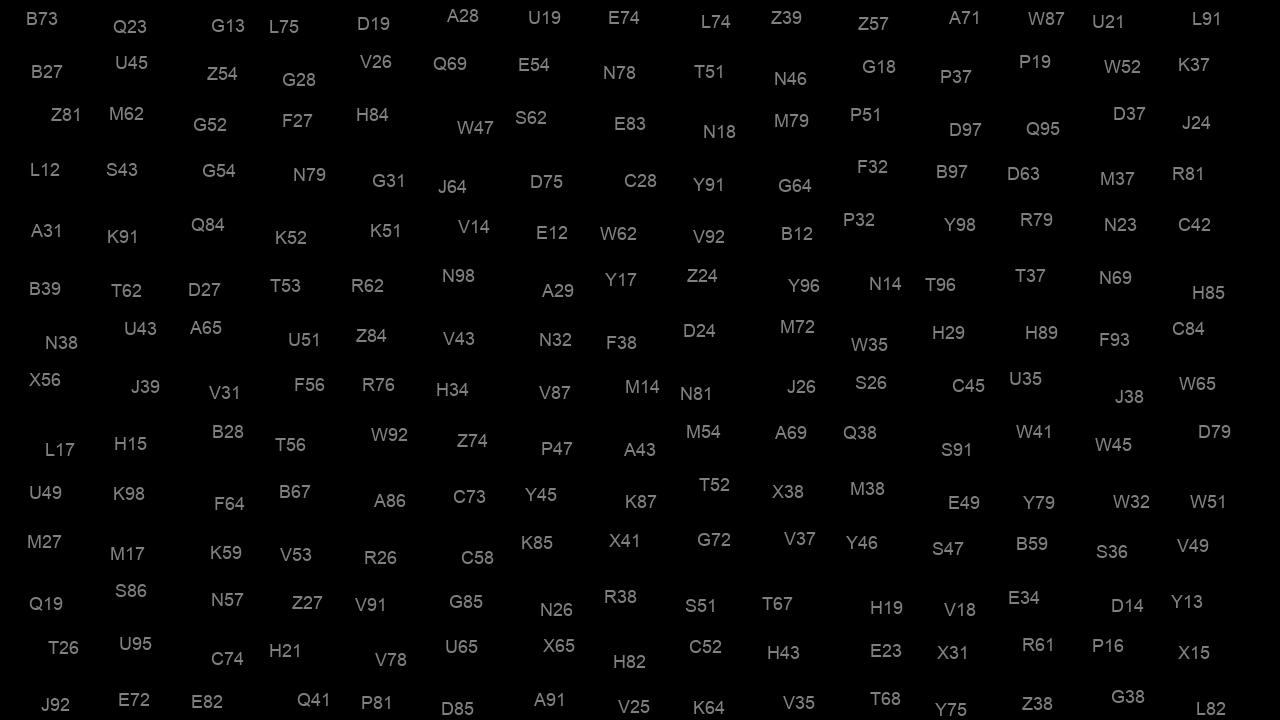 B73 Q23 G13 L75 D19 A28 U19 E74 L74 Z39 Z57 A71 W87 U21 L91
B27 U45 Z54 G28 V26 Q69 E54 N78 T51 N46 G18 P37 P19 W52 K37
Z81 M62 G52 F27 H84 W47 S62 E83 N18 M79 P51 D97 Q95 D37 J24
L12 S43 G54 N79 G31 J64 D75 C28 Y91 G64 F32 B97 D63 M37 R81
A31 K91 Q84 K52 K51 V14 E12 W62 V92 B12 P32 Y98 R79 N23 C42
B39 T62 D27 T53 R62 N98 A29 Y17 Z24 Y96 N14 T96 T37 N69 H85
N38 U43 A65 U51 Z84 V43 N32 F38 D24 M72 W35 H29 H89 F93 C84
X56 J39 V31 F56 R76 H34 V87 M14 N81 J26 S26 C45 U35 J38 W65
L17 H15 B28 T56 W92 Z74 P47 A43 M54 A69 Q38 S91 W41 W45 D79
U49 K98 F64 B67 A86 C73 Y45 K87 T52 X38 M38 E49 Y79 W32 W51
M27 M17 K59 V53 R26 C58 K85 X41 G72 V37 Y46 S47 B59 S36 V49
Q19 S86 N57 Z27 V91 G85 N26 R38 S51 T67 H19 V18 E34 D14 Y13
T26 U95 C74 H21 V78 U65 X65 H82 C52 H43 E23 X31 R61 P16 X15
J92 E72 E82 Q41 P81 D85 A91 V25 K64 V35 T68 Y75 Z38 G38 L82